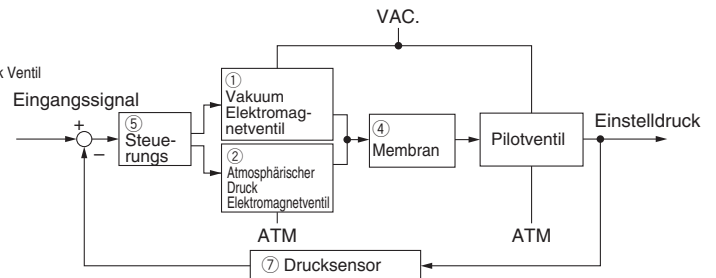 VAC.
k Ventil
Eingangssignal
+
−
⑤
Steue-
rungs
①
Vakuum
Elektromag-
netventil
②
Atmosphärischer
Druck
Elektromagnetventil
ATM
④
Membran
Pilotventil
ATM
Einstelldruck
⑦ Drucksensor